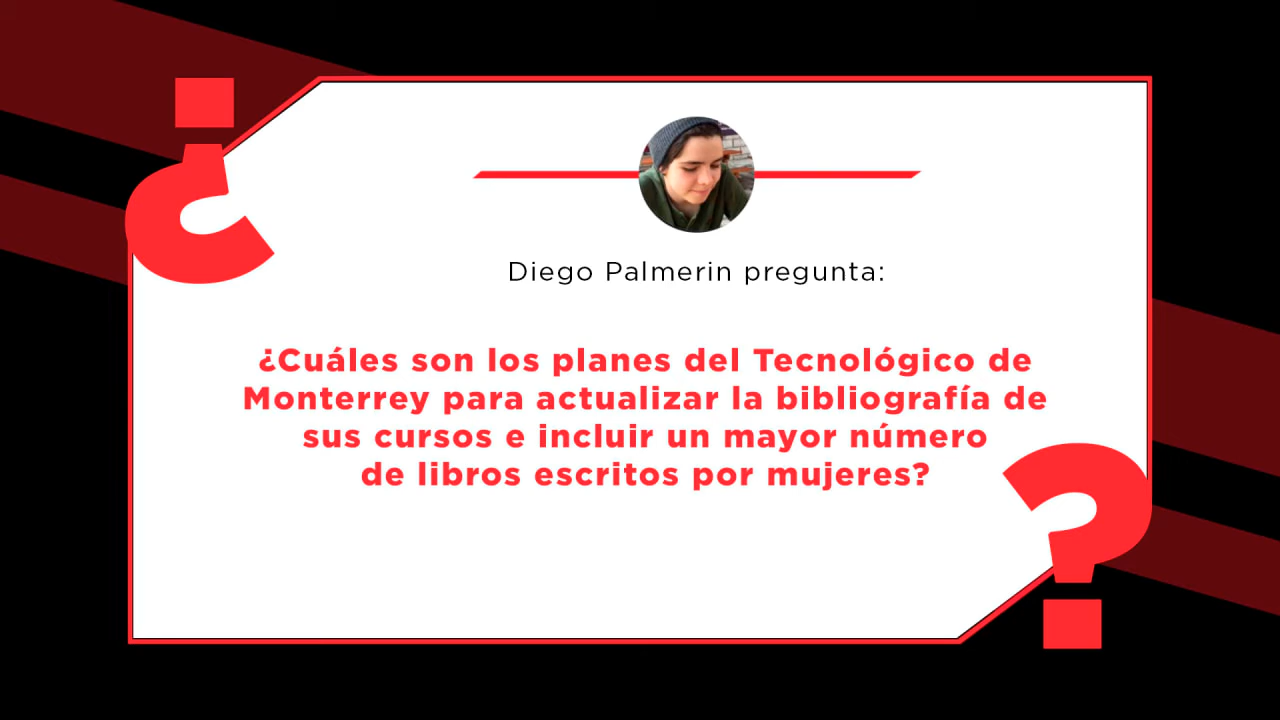 Diego Palmerin pregunta:
¿Cuáles son los planes del Tecnológico de
Monterrey para actualizar la bibliografía de
sus cursos e incluir un mayor número
de libros escritos por mujeres?